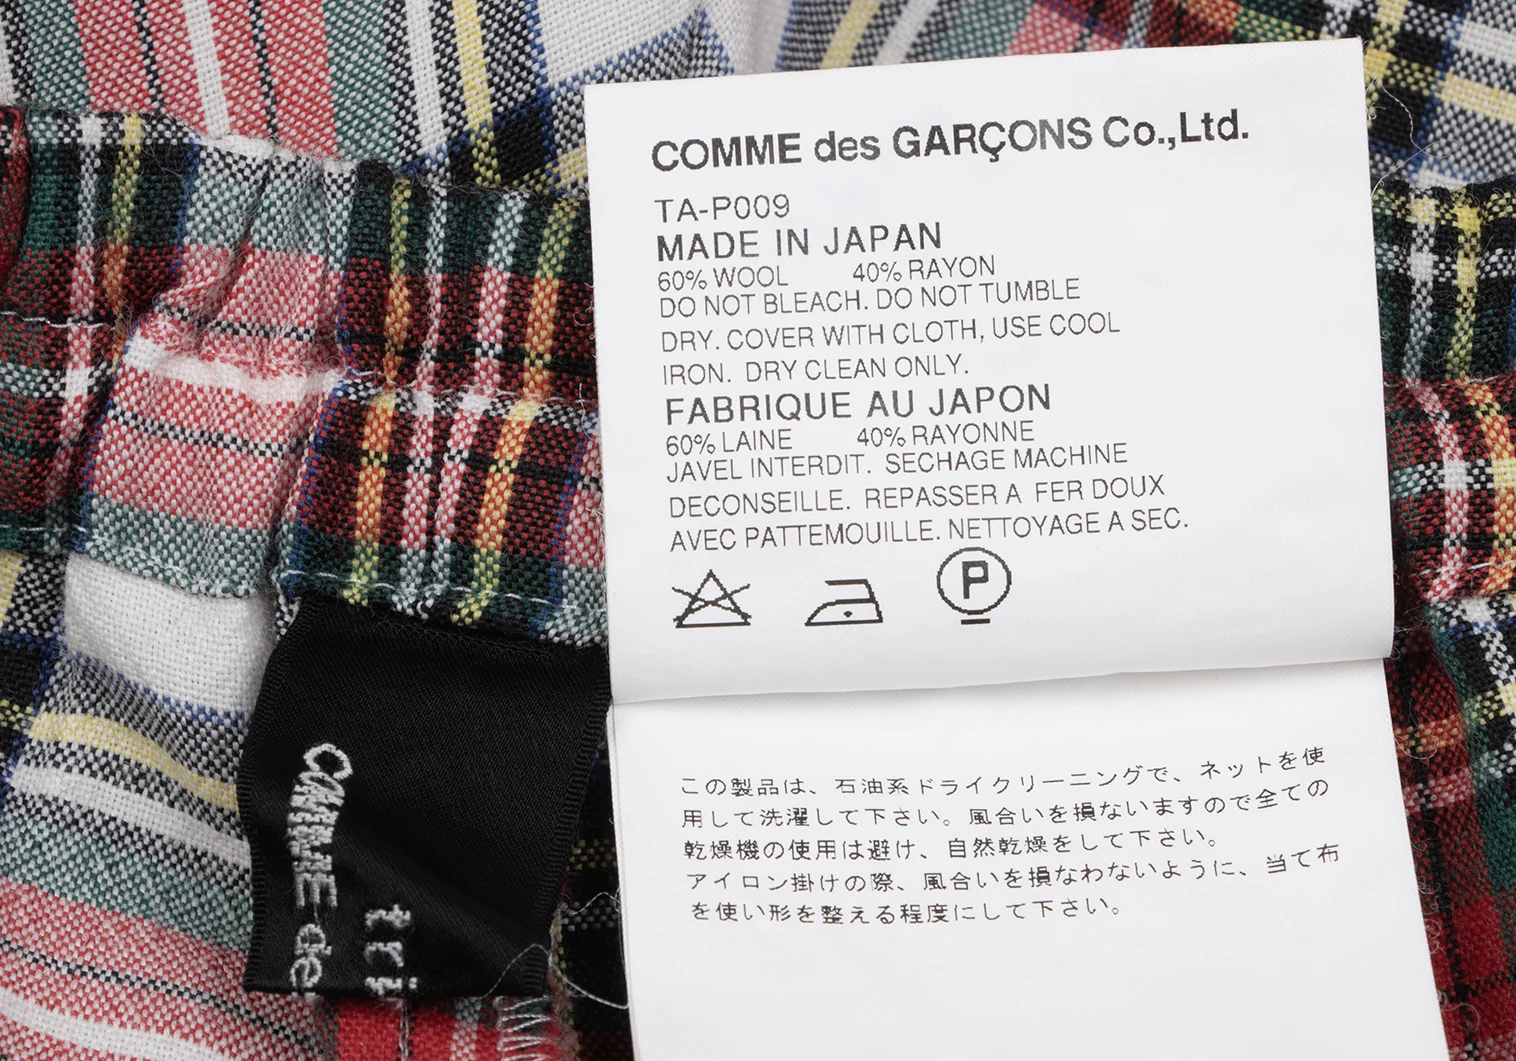 COMME des GARÇONS Co.,Ltd.
TA-P009
MADE IN JAPAN
60% WOOL 40% RAYON
DO NOT BLEACH. DO NOT TUMBLE
DRY. COVER WITH CLOTH, USE COOL
IRON. DRY CLEAN ONLY.
FABRIQUE AU JAPON
60% LAINE 40% RAYONNE
JAVEL INTERDIT. SECHAGE MACHINE
DECONSEILLE. REPASSER A FER DOUX
AVEC PATTEMOUILLE. NETTOYAGE A SEC.
P
この製品は、石油系ドライクリーニングで、ネットを使
用して洗濯して下さい。風合いを損ないますので全ての
乾燥機の使用は避け、自然乾燥をして下さい。
アイロン掛けの際、風合いを損なわないように、当て布
を使い形を整える程度にして下さい。
COMME de
tri